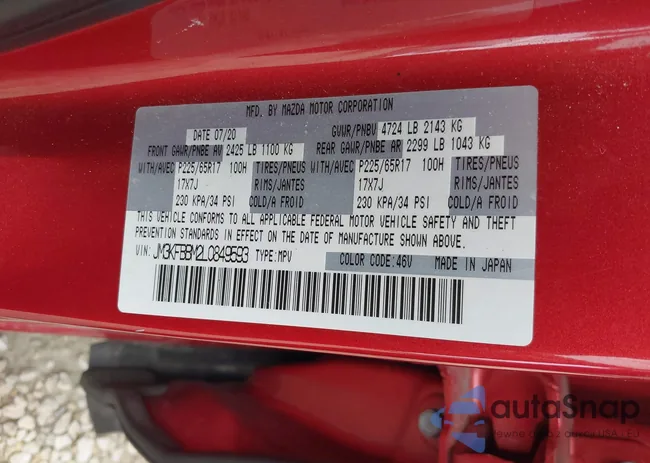 MFD. BY MAZDA MOTOR CORPORATION
DATE 07/20 GVWR/PNBV 4724 LB 2143 KG
FRONT GAWR/PNBE AV 2425 LB 1100 KG REAR GAWR/PNBE AR 2299 LB 1043 KG
WITH/AVEC P225/65R17 100H TIRES/PNEUS WITH/AVEC P225/65R17 100H TIRES/PNEUS
17X7J RIMS/JANTES 17X7J RIMS/JANTES
230 KPA/34 PSI COLD/A FROID 230 KPA/34 PSI COLD/A FROID
THIS VEHICLE CONFORMS TO ALL APPLICABLE FEDERAL MOTOR VEHICLE SAFETY AND THEFT
PREVENTION STANDARDS IN EFFECT ON THE DATE OF MANUFACTURE SHOWN ABOVE.
VIN: JM3KFBBM2L0849593 TYPE: MPV COLOR CODE: 46V MADE IN JAPAN
autoSnap
Pewne auto z aukcji USA - EU